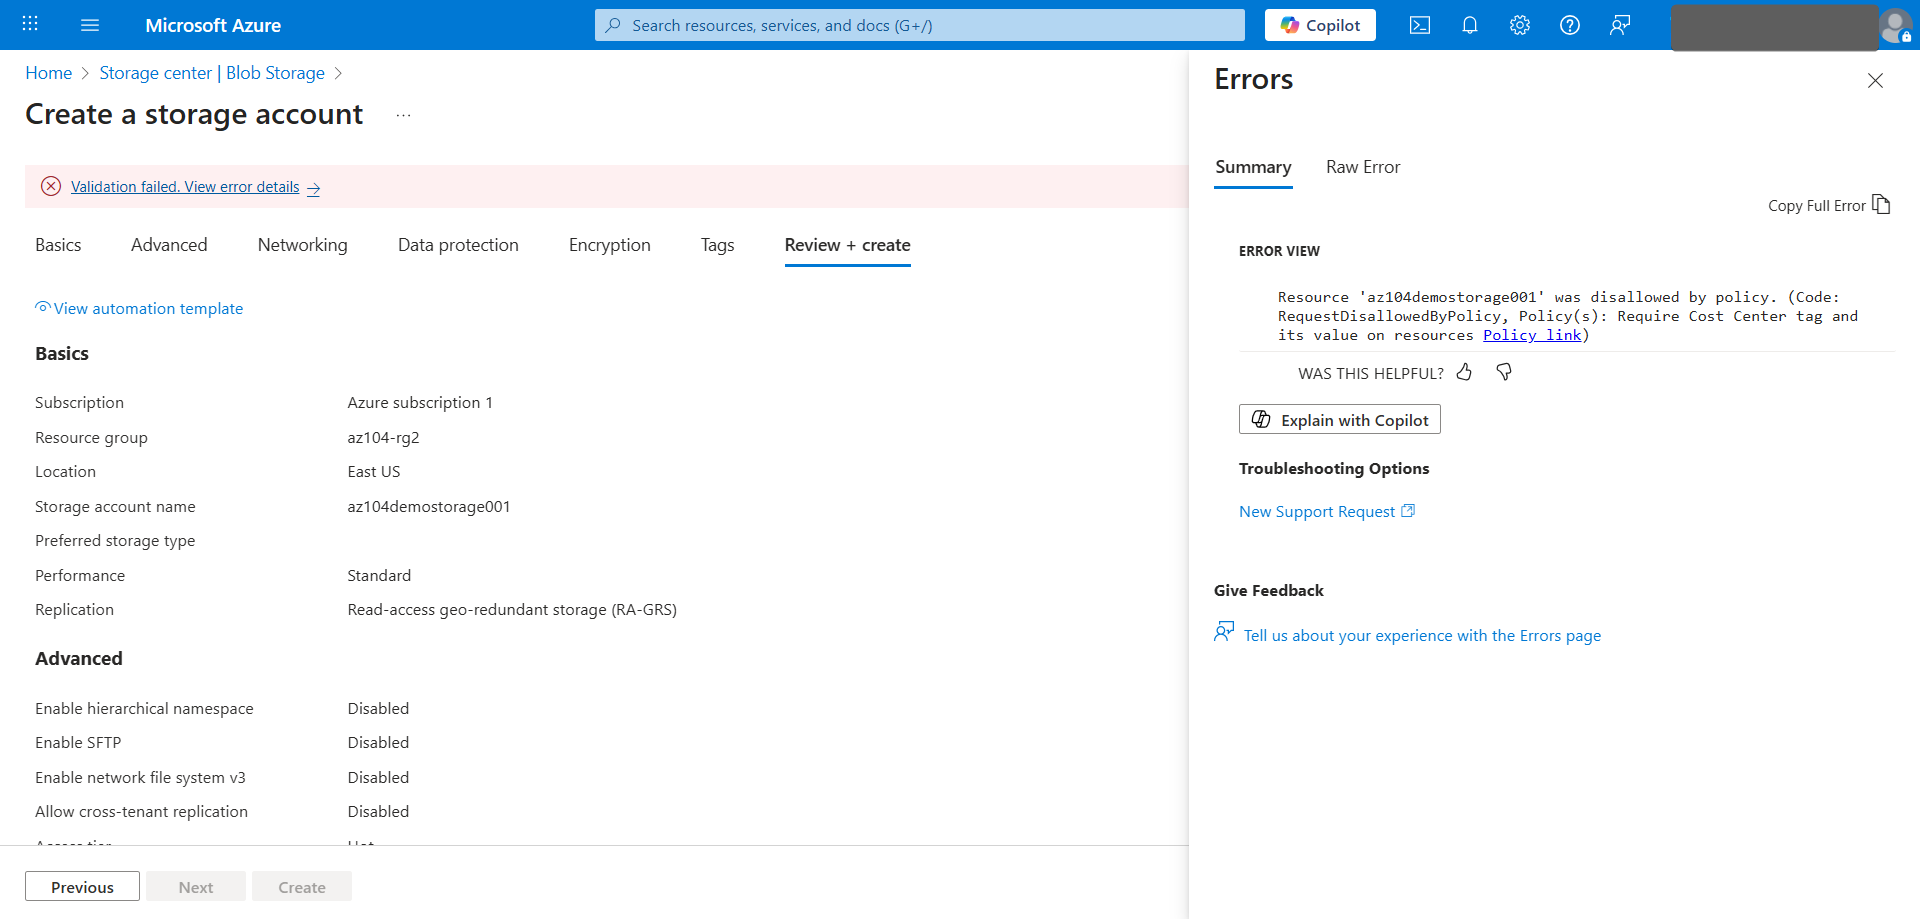 Microsoft Azure
Search resources, services, and docs (G+/)
Copilot
Home > Storage center | Blob Storage >
Create a storage account ...
Validation failed. View error details →
Basics Advanced Networking Data protection Encryption Tags Review + create
View automation template
Basics
Subscription Azure subscription 1
Resource group az104-rg2
Location East US
Storage account name az104demostorage001
Preferred storage type
Performance Standard
Replication Read-access geo-redundant storage (RA-GRS)
Advanced
Enable hierarchical namespace Disabled
Enable SFTP Disabled
Enable network file system v3 Disabled
Allow cross-tenant replication Disabled
Access tier Hot
Previous Next Create
Errors
Summary Raw Error
Copy Full Error
ERROR VIEW
Resource 'az104demostorage001' was disallowed by policy. (Code:
RequestDisallowedByPolicy, Policy(s): Require Cost Center tag and
its value on resources Policy link)
WAS THIS HELPFUL?
Explain with Copilot
Troubleshooting Options
New Support Request
Give Feedback
Tell us about your experience with the Errors page